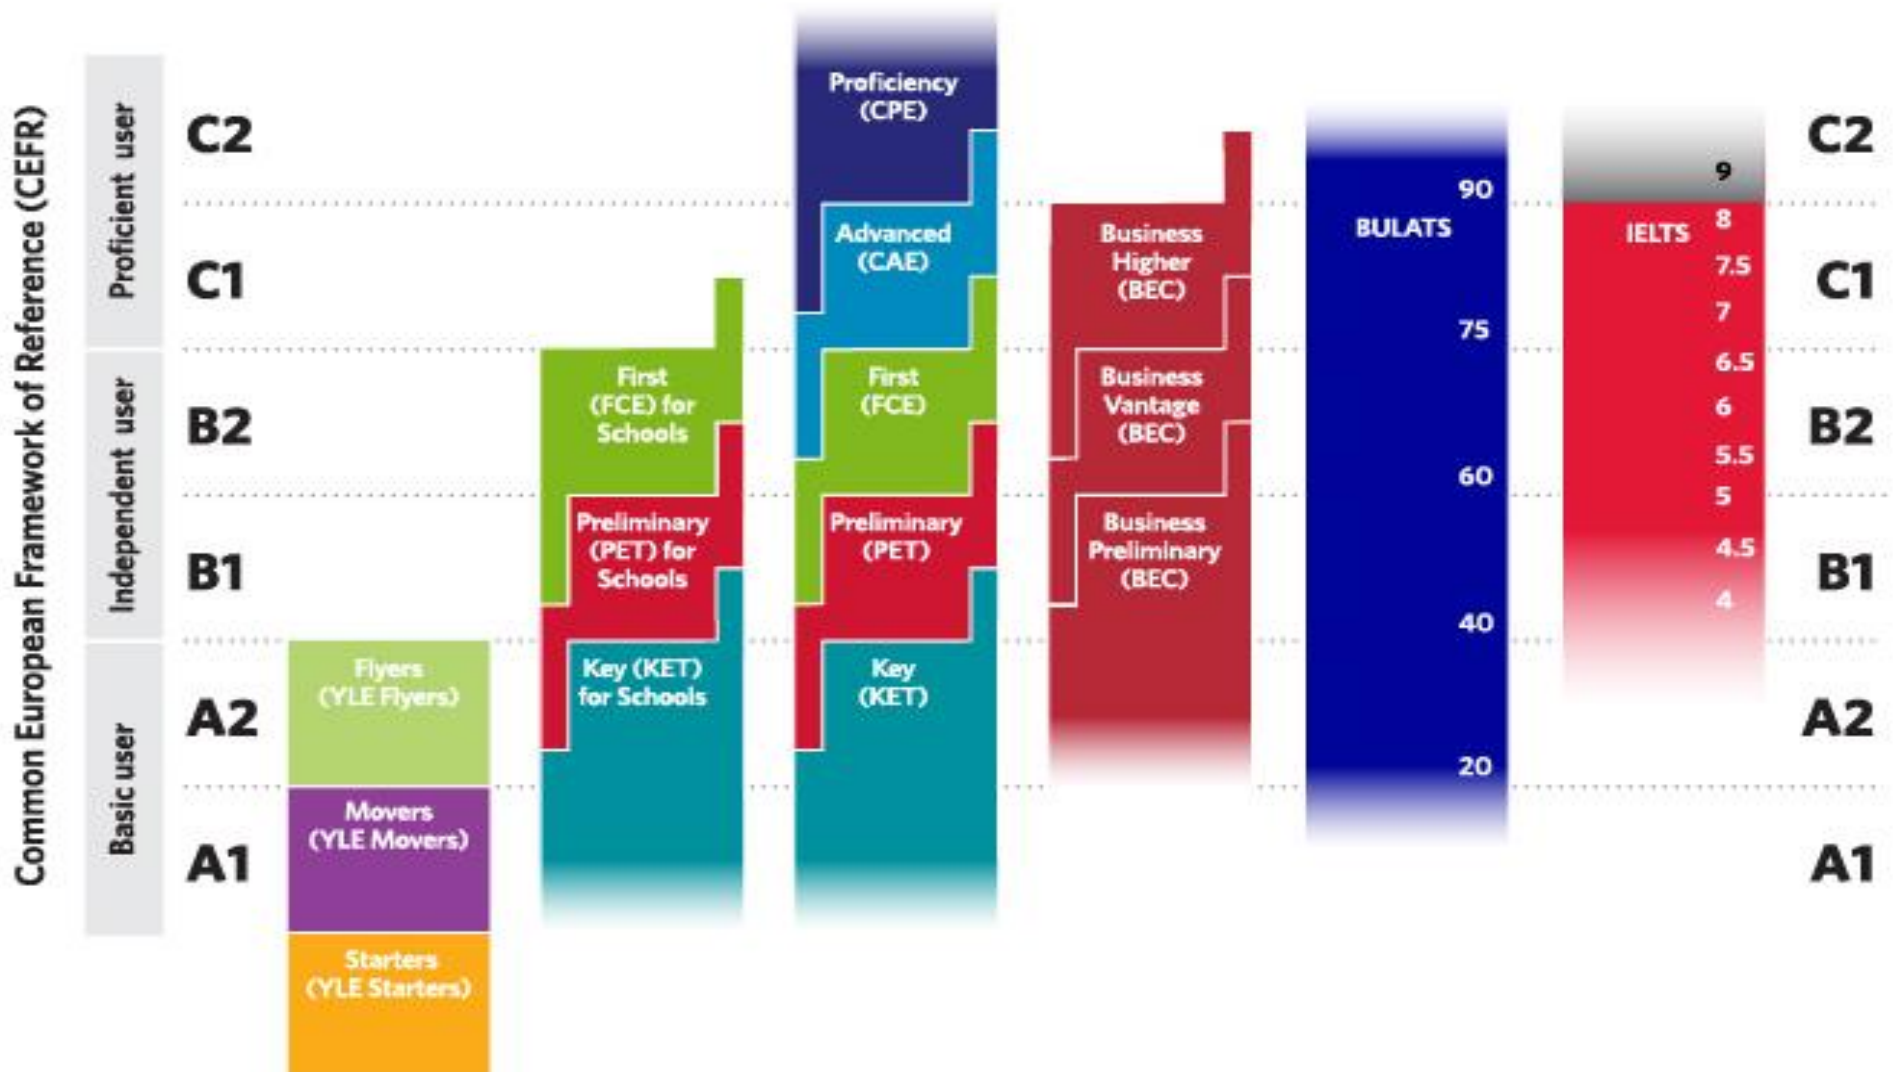 Common European Framework of Reference (CEFR)
Proficient user
Independent user
Basic user
C2
C1
B2
B1
A2
A1
Flyers
(YLE Flyers)
Movers
(YLE Movers)
Starters
(YLE Starters)
First
(FCE) for
Schools
Preliminary
(PET) for
Schools
Key (KET)
for Schools
Proficiency
(CPE)
Advanced
(CAE)
First
(FCE)
Preliminary
(PET)
Key
(KET)
Business
Higher
(BEC)
Business
Vantage
(BEC)
Business
Preliminary
(BEC)
BULATS
90
75
60
40
20
IELTS
9
8
7.5
7
6.5
6
5.5
5
4.5
4
C2
C1
B2
B1
A2
A1